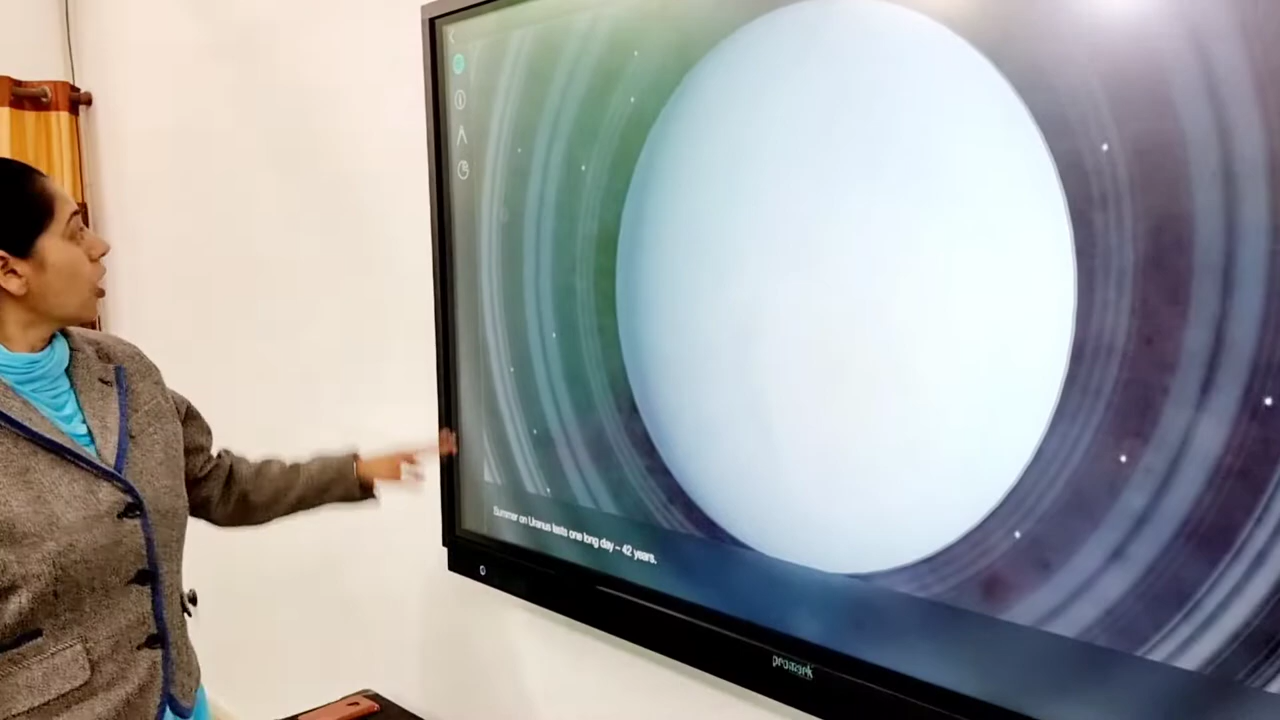 Summer on Uranus lasts one long day – 42 years.
promark